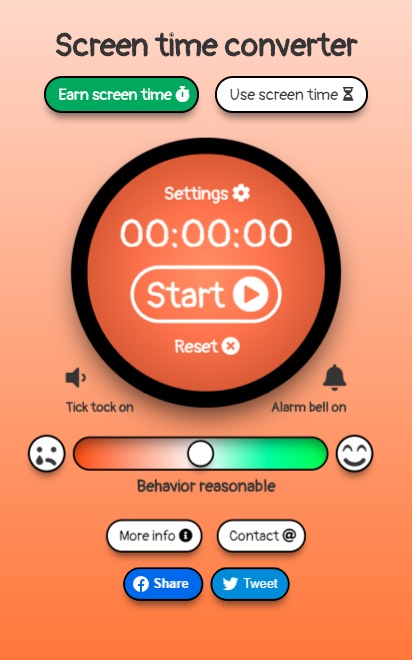 Screen time converter
Earn screen time
Use screen time
Settings
00:00:00
Start
Reset
Tick tock on
Alarm bell on
Behavior reasonable
More info
Contact @
Share
Tweet